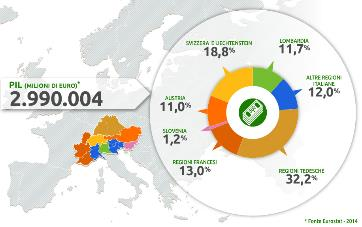 PIL (MILIONI DI EURO)*
2.990.004
SVIZZERA E LIECHTENSTEIN
18,8%
LOMBARDIA
11,7%
ALTRE REGIONI
ITALIANE
12,0%
AUSTRIA
11,0%
SLOVENIA
1,2%
REGIONI FRANCESI
13,0%
REGIONI TEDESCHE
32,2%
* Fonte Eurostat - 2014